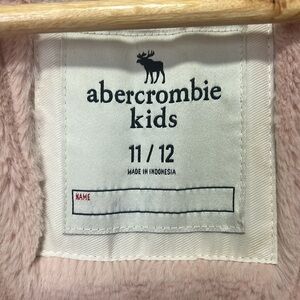 abercrombie
kids
11 / 12
MADE IN INDONESIA
NAME